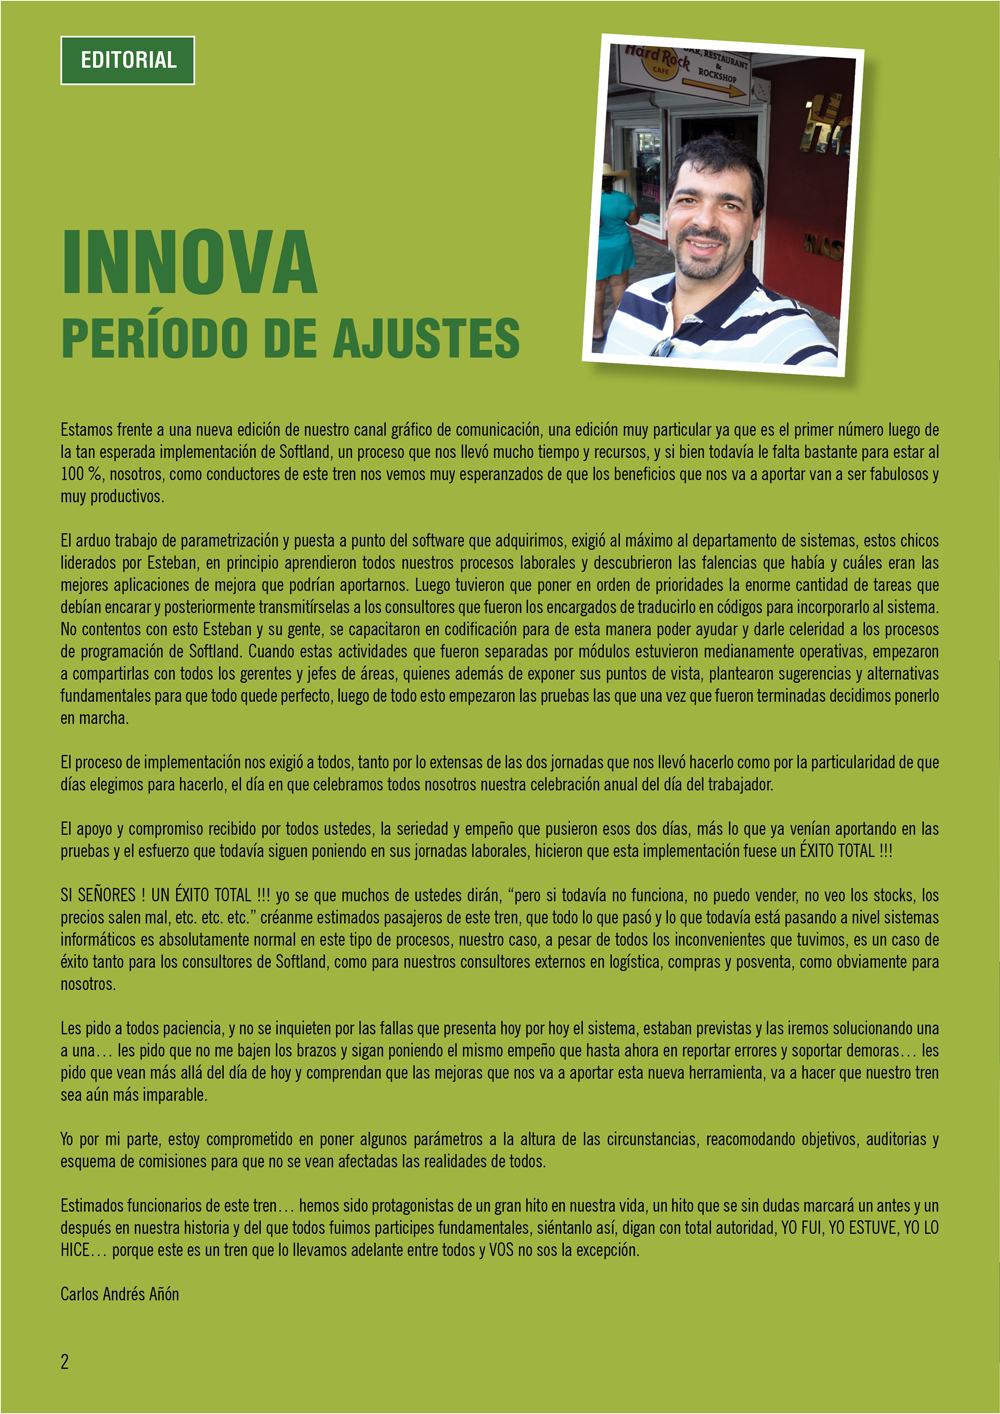 EDITORIAL
Hard Rock
CAFE
BAR, RESTAURANT
&
ROCKSHOP
INNOVA
PERÍODO DE AJUSTES
Estamos frente a una nueva edición de nuestro canal gráfico de comunicación, una edición muy particular ya que es el primer número luego de
la tan esperada implementación de Softland, un proceso que nos llevó mucho tiempo y recursos, y si bien todavía le falta bastante para estar al
100 %, nosotros, como conductores de este tren nos vemos muy esperanzados de que los beneficios que nos va a aportar van a ser fabulosos y
muy productivos.
El arduo trabajo de parametrización y puesta a punto del software que adquirimos, exigió al máximo al departamento de sistemas, estos chicos
liderados por Esteban, en principio aprendieron todos nuestros procesos laborales y descubrieron las falencias que había y cuáles eran las
mejores aplicaciones de mejora que podrían aportarnos. Luego tuvieron que poner en orden de prioridades la enorme cantidad de tareas que
debían encarar y posteriormente transmitírselas a los consultores que fueron los encargados de traducirlo en códigos para incorporarlo al sistema.
No contentos con esto Esteban y su gente, se capacitaron en codificación para de esta manera poder ayudar y darle celeridad a los procesos
de programación de Softland. Cuando estas actividades que fueron separadas por módulos estuvieron medianamente operativas, empezaron
a compartirlas con todos los gerentes y jefes de áreas, quienes además de exponer sus puntos de vista, plantearon sugerencias y alternativas
fundamentales para que todo quede perfecto, luego de todo esto empezaron las pruebas las que una vez que fueron terminadas decidimos ponerlo
en marcha.
El proceso de implementación nos exigió a todos, tanto por lo extensas de las dos jornadas que nos llevó hacerlo como por la particularidad de que
días elegimos para hacerlo, el día en que celebramos todos nosotros nuestra celebración anual del día del trabajador.
El apoyo y compromiso recibido por todos ustedes, la seriedad y empeño que pusieron esos dos días, más lo que ya venían aportando en las
pruebas y el esfuerzo que todavía siguen poniendo en sus jornadas laborales, hicieron que esta implementación fuese un ÉXITO TOTAL !!!
SI SEÑORES ! UN ÉXITO TOTAL !!! yo se que muchos de ustedes dirán, “pero si todavía no funciona, no puedo vender, no veo los stocks, los
precios salen mal, etc. etc. etc.” créanme estimados pasajeros de este tren, que todo lo que pasó y lo que todavía está pasando a nivel sistemas
informáticos es absolutamente normal en este tipo de procesos, nuestro caso, a pesar de todos los inconvenientes que tuvimos, es un caso de
éxito tanto para los consultores de Softland, como para nuestros consultores externos en logística, compras y posventa, como obviamente para
nosotros.
Les pido a todos paciencia, y no se inquieten por las fallas que presenta hoy por hoy el sistema, estaban previstas y las iremos solucionando una
a una… les pido que no me bajen los brazos y sigan poniendo el mismo empeño que hasta ahora en reportar errores y soportar demoras… les
pido que vean más allá del día de hoy y comprendan que las mejoras que nos va a aportar esta nueva herramienta, va a hacer que nuestro tren
sea aún más imparable.
Yo por mi parte, estoy comprometido en poner algunos parámetros a la altura de las circunstancias, reacomodando objetivos, auditorias y
esquema de comisiones para que no se vean afectadas las realidades de todos.
Estimados funcionarios de este tren… hemos sido protagonistas de un gran hito en nuestra vida, un hito que se sin dudas marcará un antes y un
después en nuestra historia y del que todos fuimos participes fundamentales, siéntanlo así, digan con total autoridad, YO FUI, YO ESTUVE, YO LO
HICE… porque este es un tren que lo llevamos adelante entre todos y VOS no sos la excepción.
Carlos Andrés Añón
2